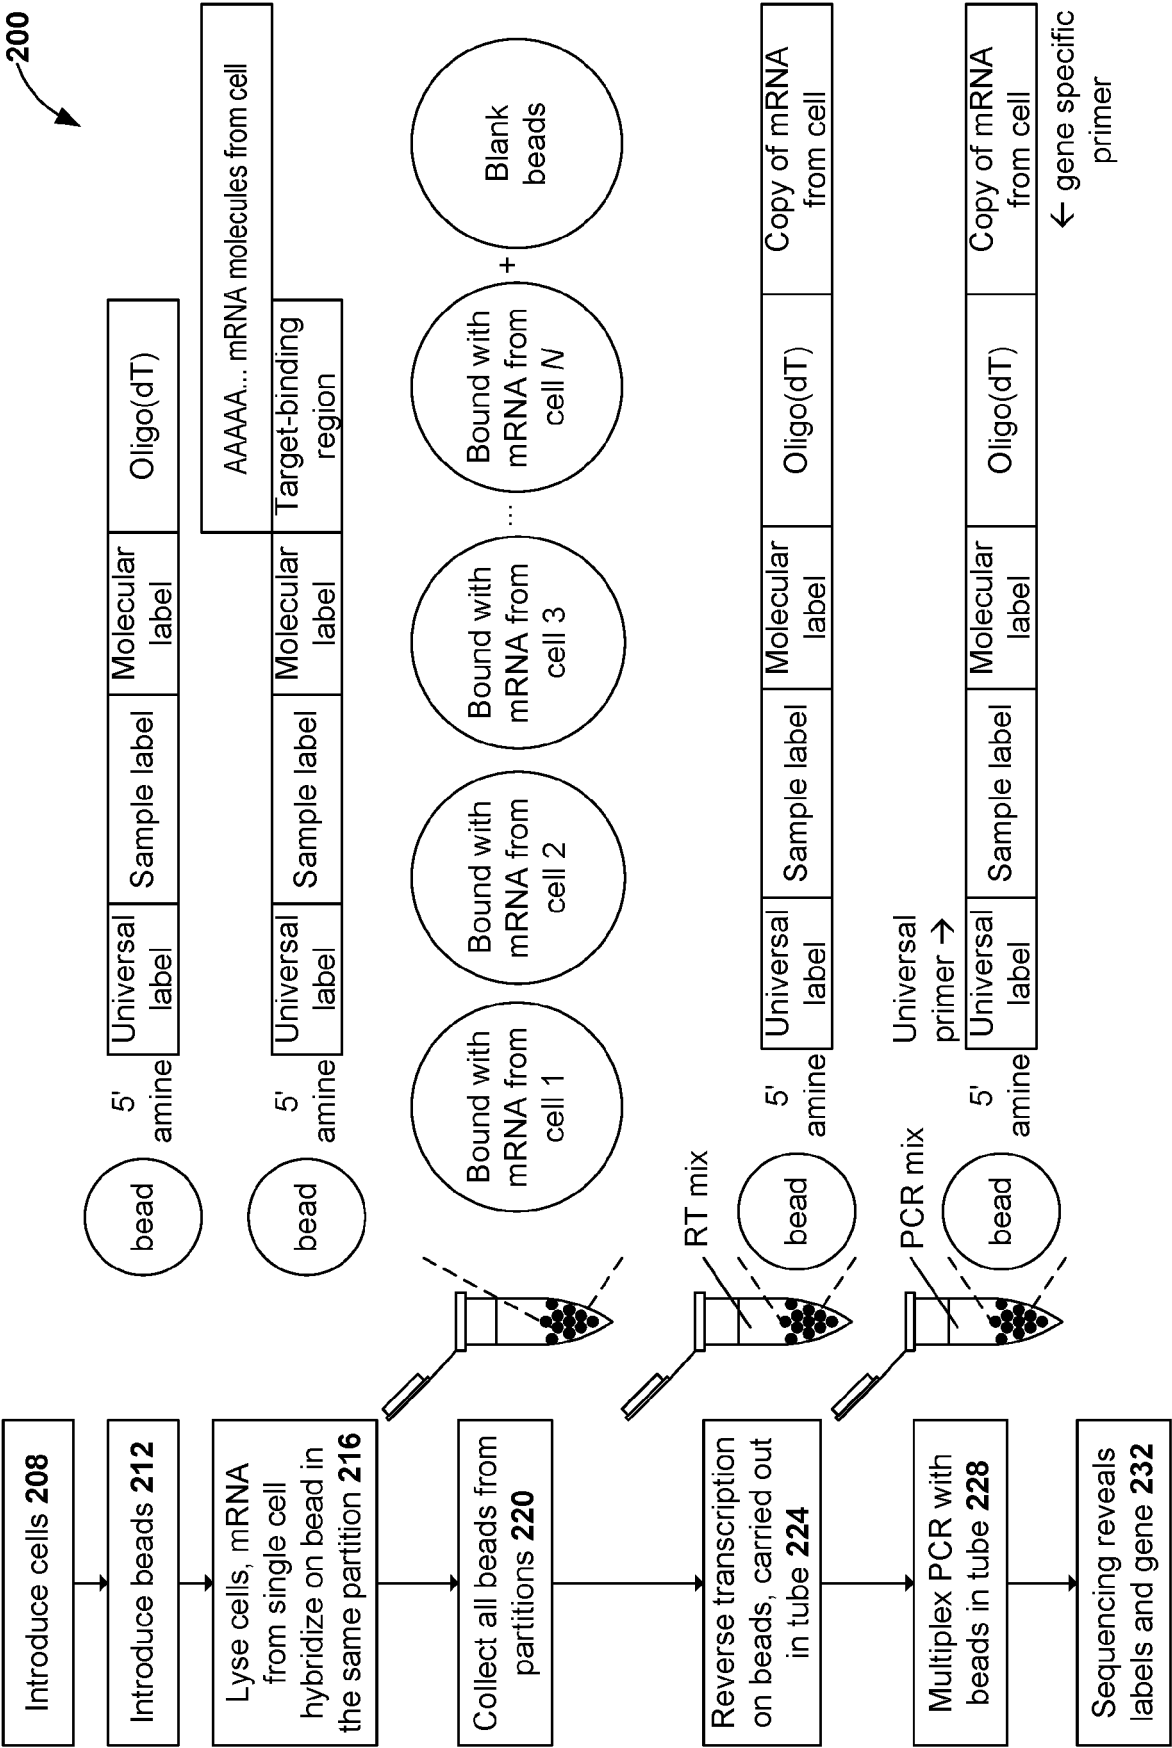 200
Introduce cells 208
Introduce beads 212
bead
5'
amine
Universal
label
Sample label
Molecular
label
Oligo(dT)
Lyse cells, mRNA
from single cell
hybridize on bead in
the same partition 216
bead
5'
amine
Universal
label
Sample label
Molecular
label
Target-binding
region
AAAAA... mRNA molecules from cell
Collect all beads from
partitions 220
Bound with
mRNA from
cell 1
Bound with
mRNA from
cell 2
Bound with
mRNA from
cell 3
...
Bound with
mRNA from
cell N
+
Blank
beads
Reverse transcription
on beads, carried out
in tube 224
RT mix
bead
5'
amine
Universal
label
Sample label
Molecular
label
Oligo(dT)
Copy of mRNA
from cell
Multiplex PCR with
beads in tube 228
PCR mix
bead
5'
amine
Universal
primer →
Universal
label
Sample label
Molecular
label
Oligo(dT)
Copy of mRNA
from cell
← gene specific
primer
Sequencing reveals
labels and gene 232